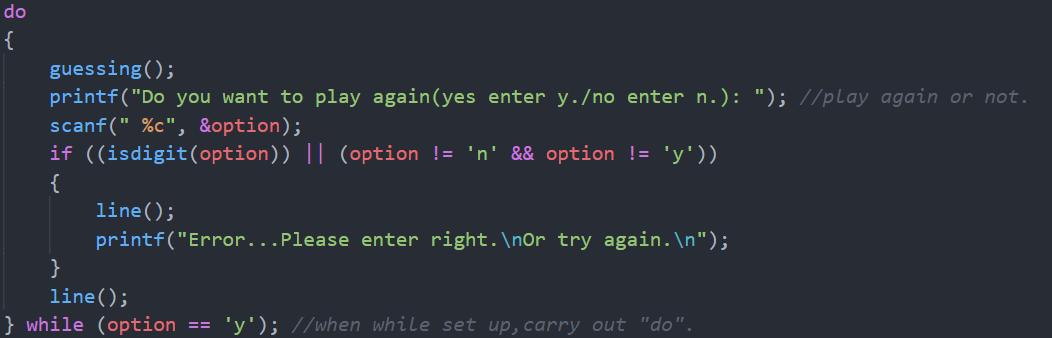 do
{
    guessing();
    printf("Do you want to play again(yes enter y./no enter n.): "); //play again or not.
    scanf(" %c", &option);
    if ((isdigit(option)) || (option != 'n' && option != 'y'))
    {
        line();
        printf("Error...Please enter right.\nOr try again.\n");
    }
    line();
} while (option == 'y'); //when while set up,carry out "do".